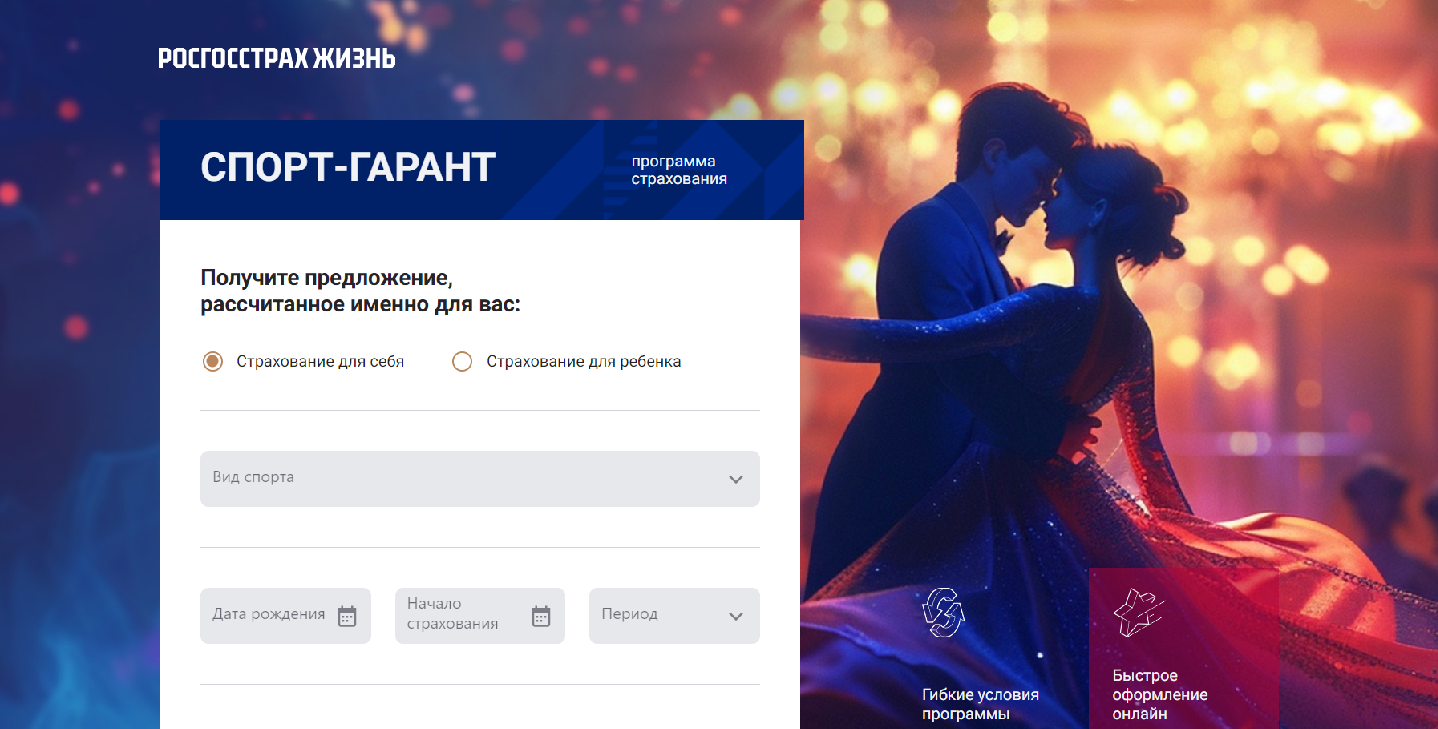 РОСГОССТРАХ ЖИЗНЬ
СПОРТ-ГАРАНТ
программа
страхования
Получите предложение,
рассчитанное именно для вас:
Страхование для себя
Страхование для ребенка
Вид спорта
Дата рождения
Начало
страхования
Период
Гибкие условия
программы
Быстрое
оформление
онлайн